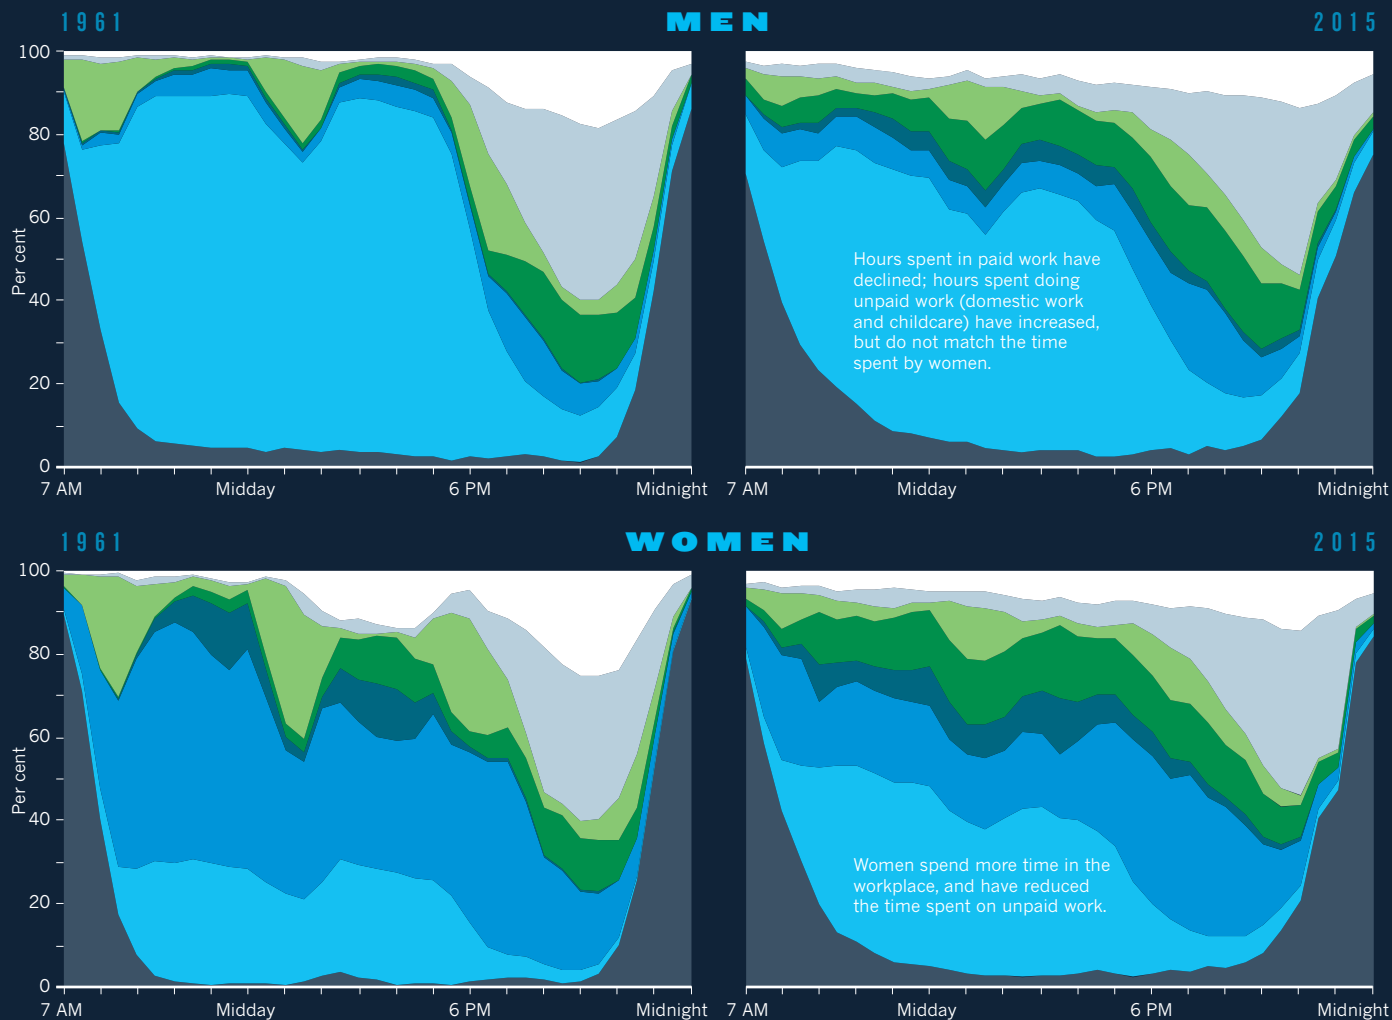 1961
MEN
2015
100
80
60
40
20
0
Per cent
7 AM
Midday
6 PM
Midnight
Hours spent in paid work have
declined; hours spent doing
unpaid work (domestic work
and childcare) have increased,
but do not match the time
spent by women.
7 AM
Midday
6 PM
Midnight
1961
WOMEN
2015
100
80
60
40
20
0
Per cent
7 AM
Midday
6 PM
Midnight
Women spend more time in the
workplace, and have reduced
the time spent on unpaid work.
7 AM
Midday
6 PM
Midnight